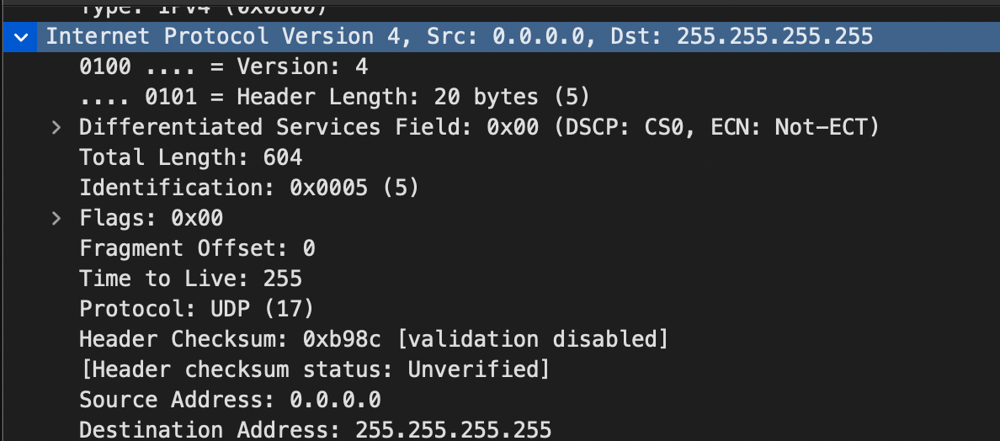 Type: IPv4 (0x0800)
Internet Protocol Version 4, Src: 0.0.0.0, Dst: 255.255.255.255
0100 .... = Version: 4
.... 0101 = Header Length: 20 bytes (5)
Differentiated Services Field: 0x00 (DSCP: CS0, ECN: Not-ECT)
Total Length: 604
Identification: 0x0005 (5)
Flags: 0x00
Fragment Offset: 0
Time to Live: 255
Protocol: UDP (17)
Header Checksum: 0xb98c [validation disabled]
[Header checksum status: Unverified]
Source Address: 0.0.0.0
Destination Address: 255.255.255.255